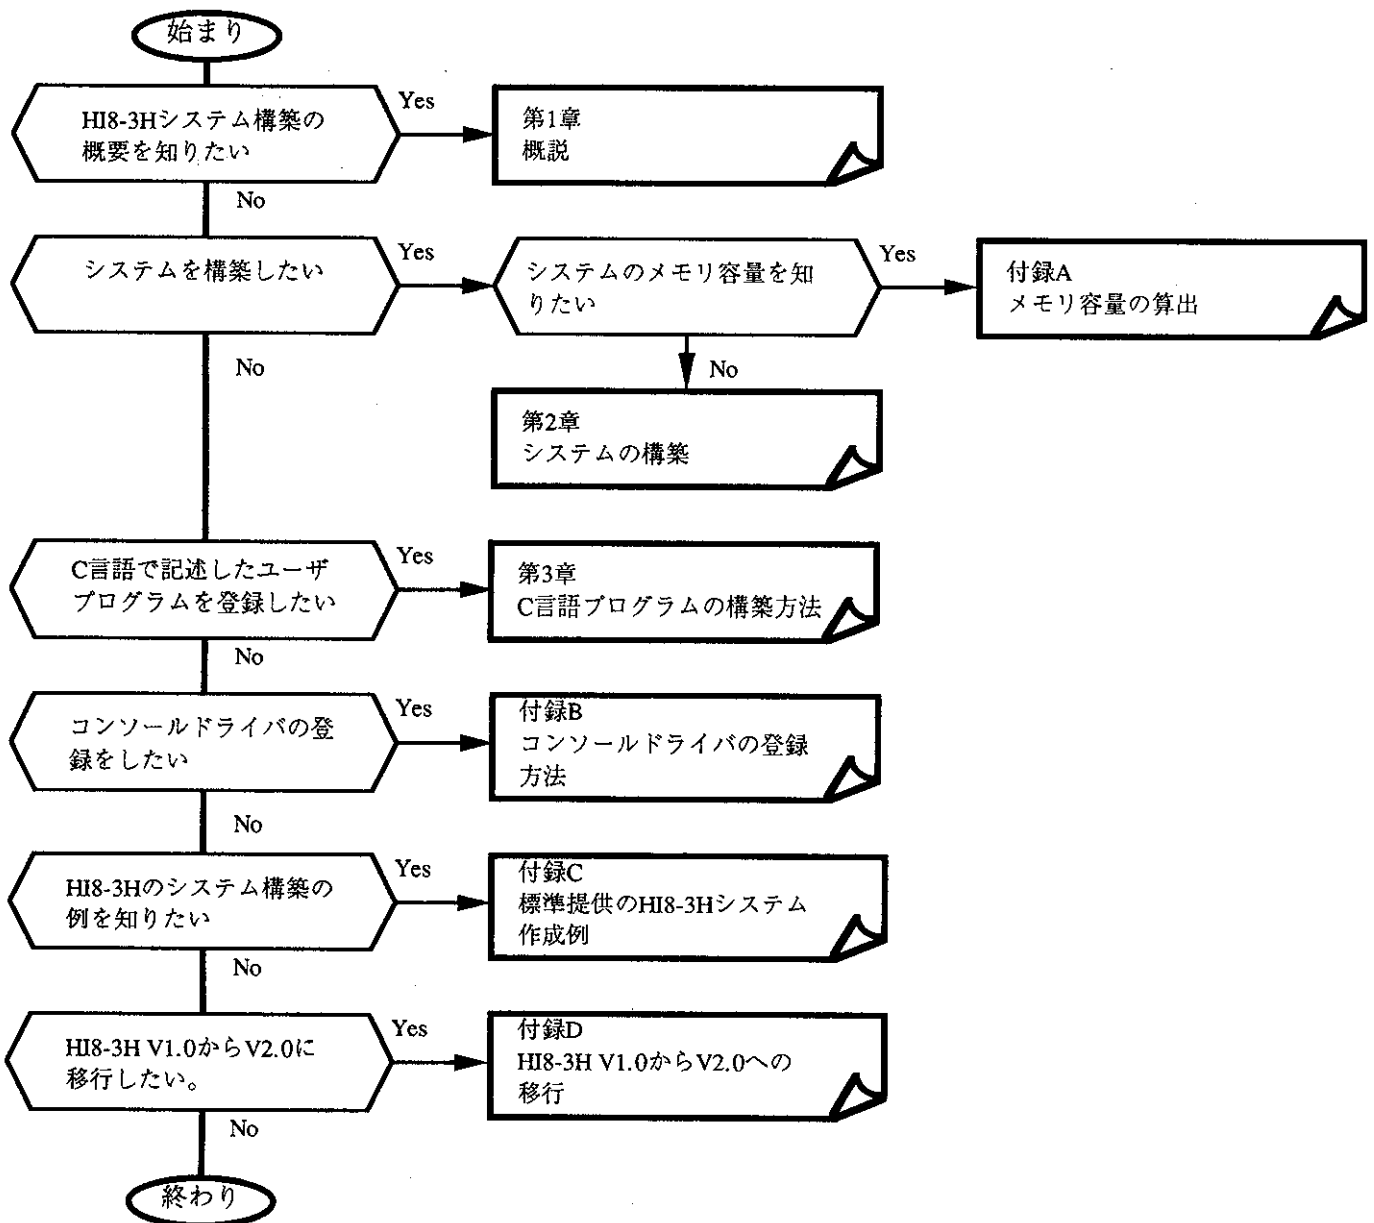 始まり
HI8-3Hシステム構築の
概要を知りたい
Yes
第1章
概説
No
システムを構築したい
Yes
システムのメモリ容量を知
りたい
Yes
付録A
メモリ容量の算出
No
No
第2章
システムの構築
C言語で記述したユーザ
プログラムを登録したい
Yes
第3章
C言語プログラムの構築方法
No
コンソールドライバの登
録をしたい
Yes
付録B
コンソールドライバの登録
方法
No
HI8-3Hのシステム構築の
例を知りたい
Yes
付録C
標準提供のHI8-3Hシステム
作成例
No
HI8-3H V1.0からV2.0に
移行したい。
Yes
付録D
HI8-3H V1.0からV2.0への
移行
No
終わり